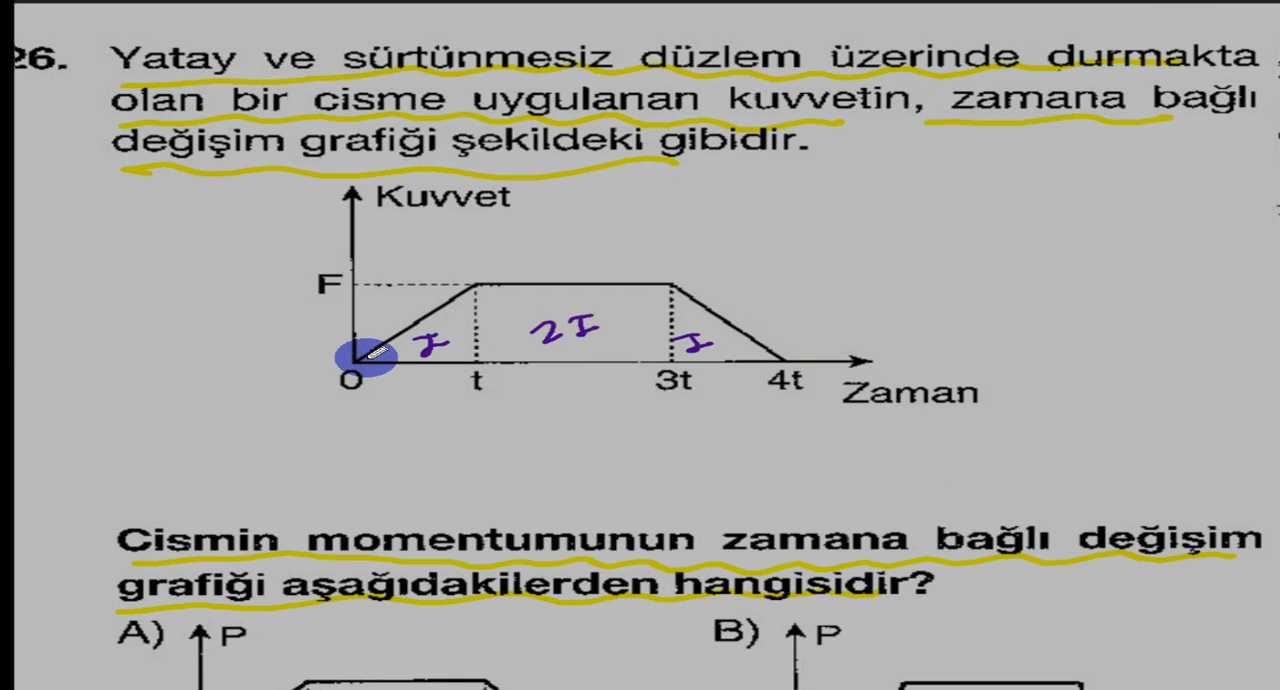 26. Yatay ve sürtünmesiz düzlem üzerinde durmakta
olan bir cisme uygulanan kuvvetin, zamana bağlı
değişim grafiği şekildeki gibidir.
Kuvvet
F
I 2I I
0 t 3t 4t Zaman
Cismin momentumunun zamana bağlı değişim
grafiği aşağıdakilerden hangisidir?
A) P B) P